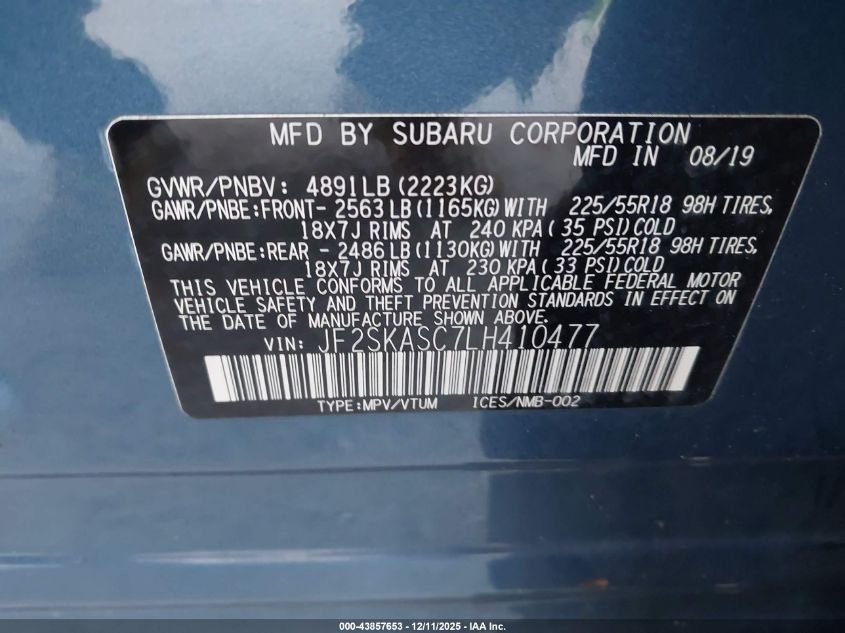 MFD BY SUBARU CORPORATION
MFD IN 08/19
GVWR/PNBV: 4891LB (2223KG)
GAWR/PNBE:FRONT- 2563 LB (1165KG) WITH 225/55R18 98H TIRES,
18X7J RIMS AT 240 KPA ( 35 PSI) COLD
GAWR/PNBE:REAR - 2486 LB (1130KG) WITH 225/55R18 98H TIRES,
18X7J RIMS AT 230 KPA ( 33 PSI) COLD
THIS VEHICLE CONFORMS TO ALL APPLICABLE FEDERAL MOTOR
VEHICLE SAFETY AND THEFT PREVENTION STANDARDS IN EFFECT ON
THE DATE OF MANUFACTURE SHOWN ABOVE.
VIN: JF2SKASC7LH410477
TYPE:MPV/VTUM ICES/NMB-002
000-43857653 - 12/11/2025 - IAA Inc.